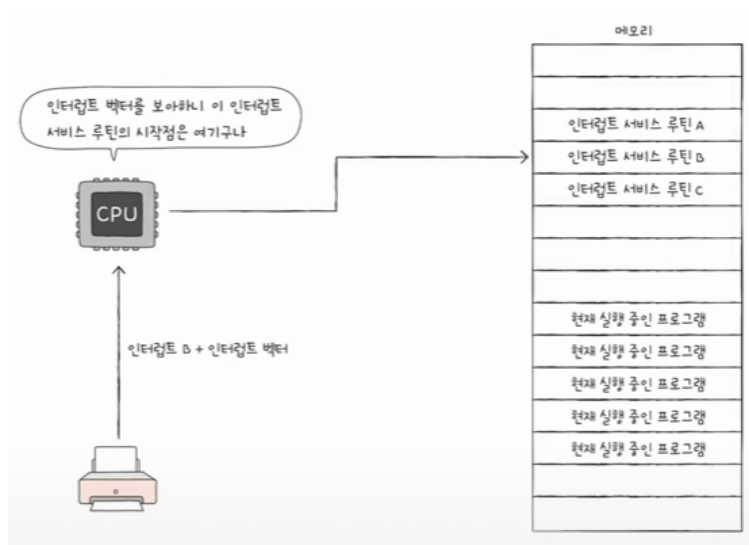 메모리
인터럽트 벡터를 보아하니 이 인터럽트
서비스 루틴의 시작점은 여기구나
인터럽트 서비스 루틴 A
인터럽트 서비스 루틴 B
인터럽트 서비스 루틴 C
CPU
현재 실행 중인 프로그램
인터럽트 B + 인터럽트 벡터
현재 실행 중인 프로그램
현재 실행 중인 프로그램
현재 실행 중인 프로그램
현재 실행 중인 프로그램